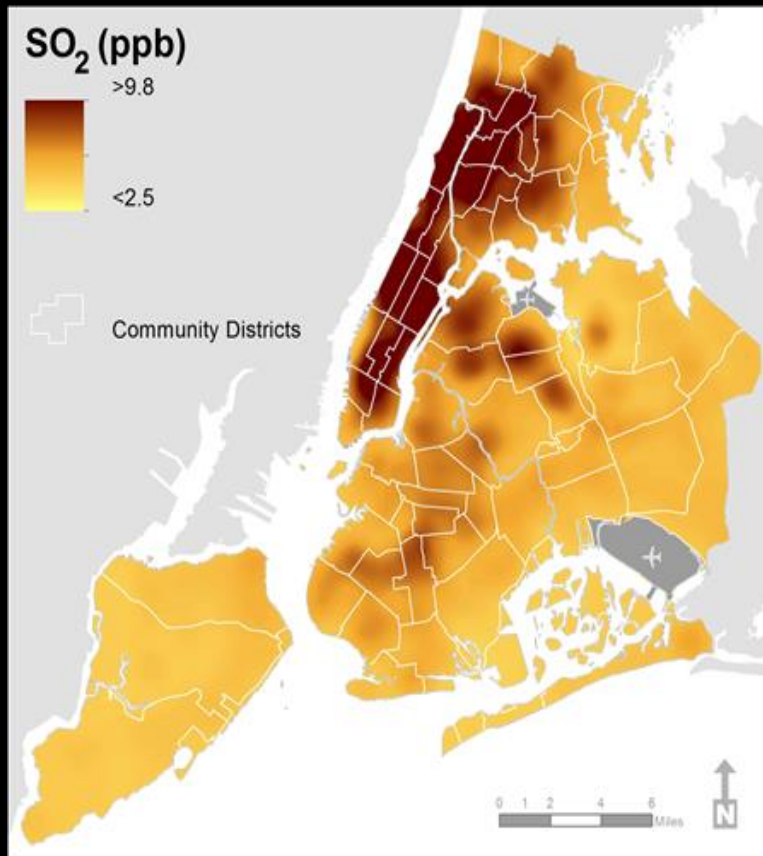 SO₂ (ppb)
>9.8
<2.5
Community Districts
0 1 2 4 6
Miles
N